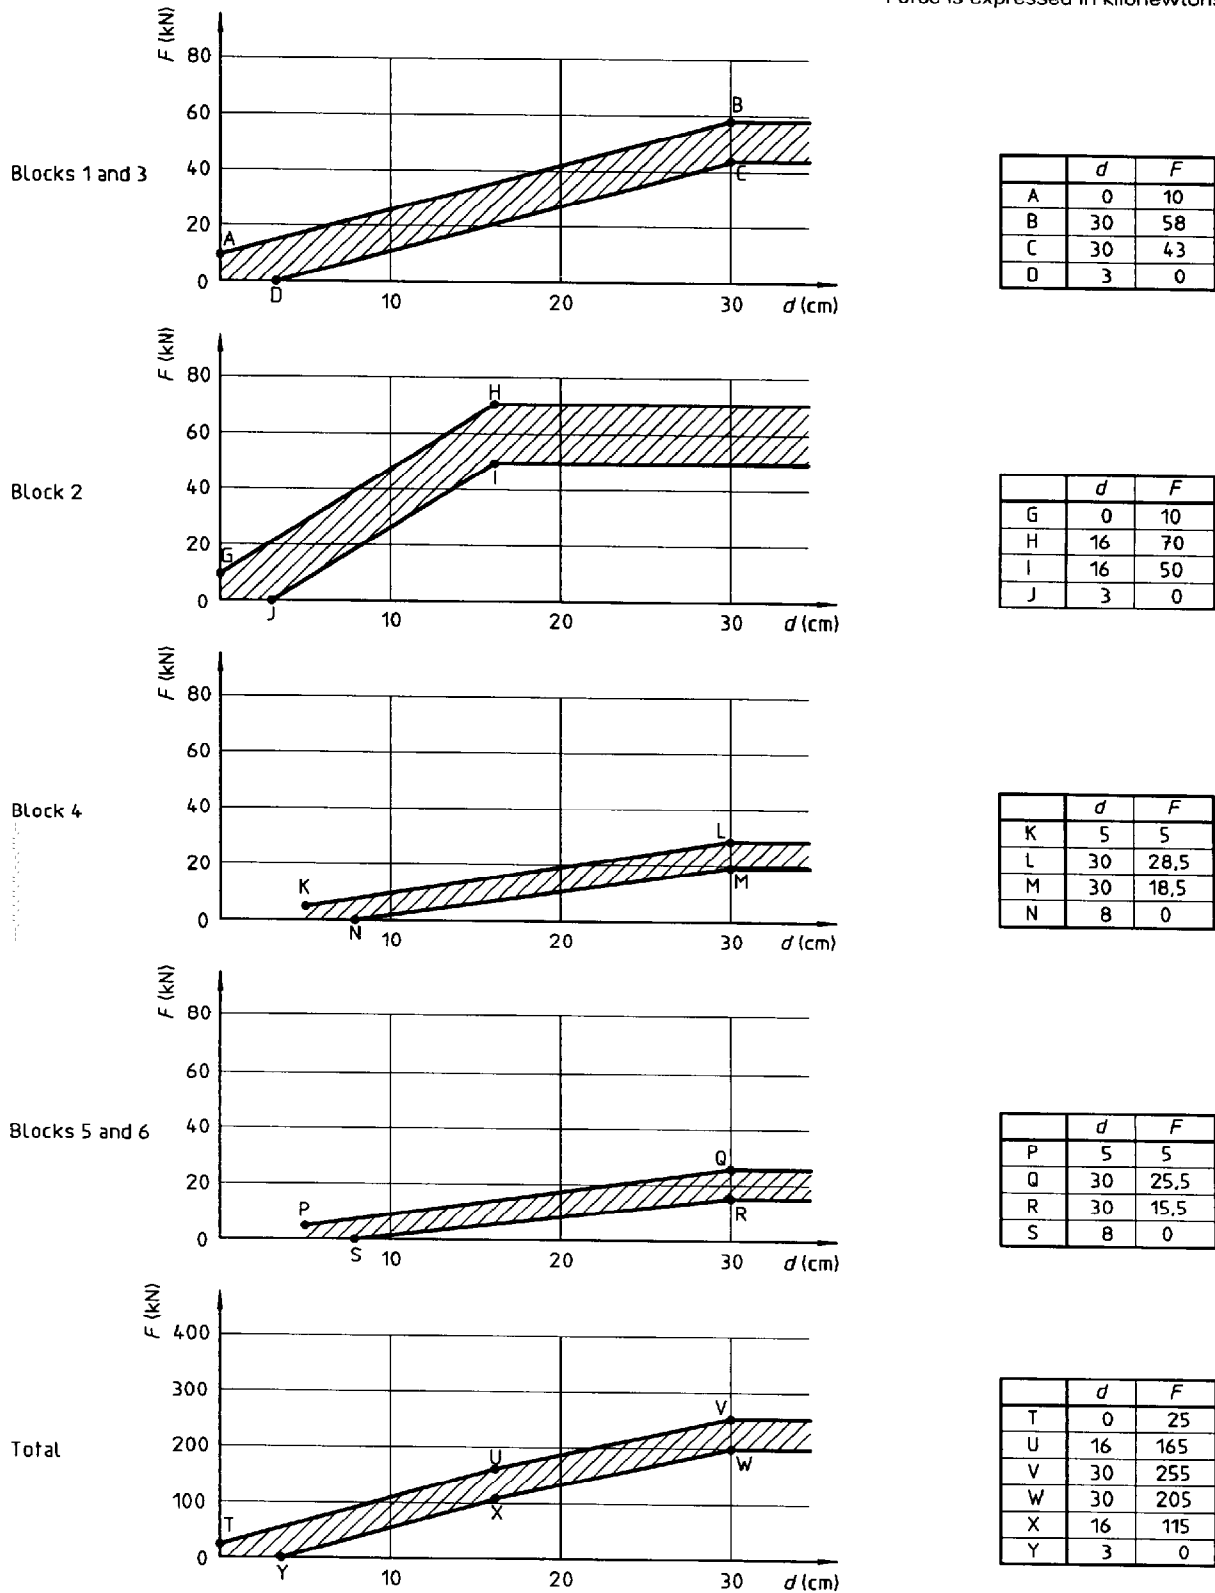 Force is expressed in kilonewtons
F (kN)
80
60
40
20
0
Blocks 1 and 3
A
B
C
D
10
20
30
d (cm)
d F
A 0 10
B 30 58
C 30 43
D 3 0
F (kN)
80
60
40
20
0
Block 2
G
H
I
J
10
20
30
d (cm)
d F
G 0 10
H 16 70
I 16 50
J 3 0
F (kN)
80
60
40
20
0
Block 4
K
L
M
N
10
20
30
d (cm)
d F
K 5 5
L 30 28,5
M 30 18,5
N 8 0
F (kN)
80
60
40
20
0
Blocks 5 and 6
P
Q
R
S
10
20
30
d (cm)
d F
P 5 5
Q 30 25,5
R 30 15,5
S 8 0
F (kN)
400
300
200
100
0
Total
T
U
V
W
X
Y
10
20
30
d (cm)
d F
T 0 25
U 16 165
V 30 255
W 30 205
X 16 115
Y 3 0